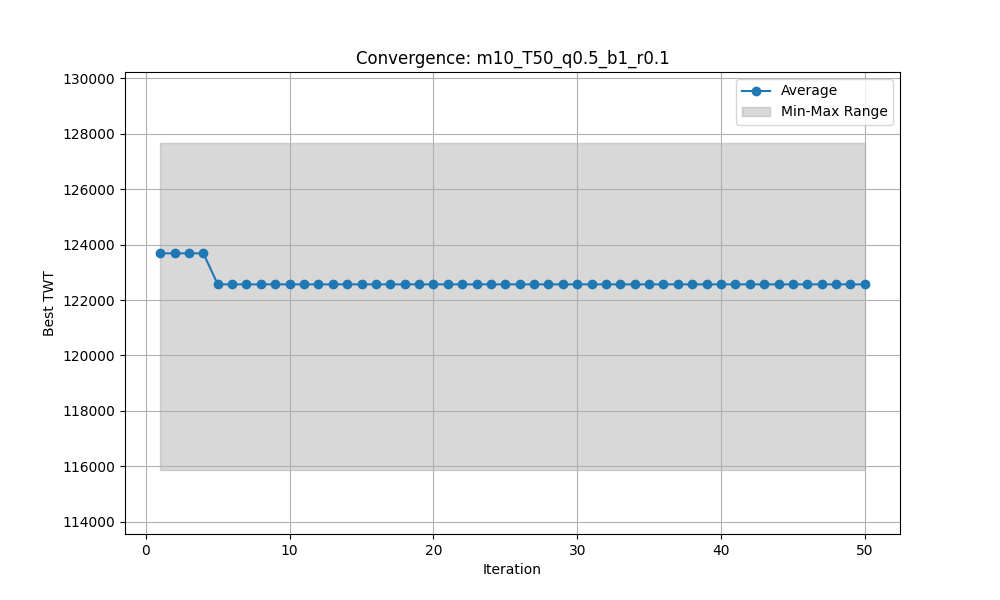 Convergence: m10_T50_q0.5_b1_r0.1
130000
128000
126000
124000
122000
120000
118000
116000
114000
Best TWT
Average
Min-Max Range
0 10 20 30 40 50
Iteration